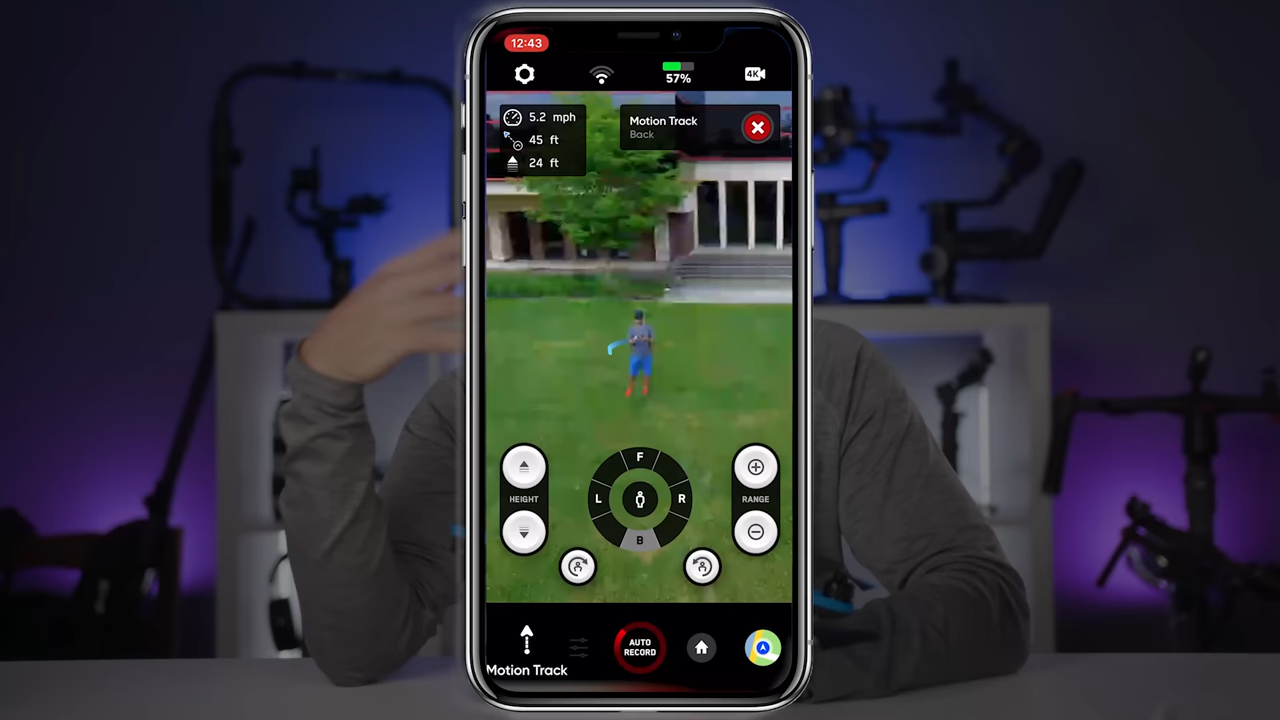 12:43
57%
4K
5.2 mph
45 ft
24 ft
Motion Track
Back
F
L
R
B
HEIGHT
RANGE
AUTO
RECORD
Motion Track